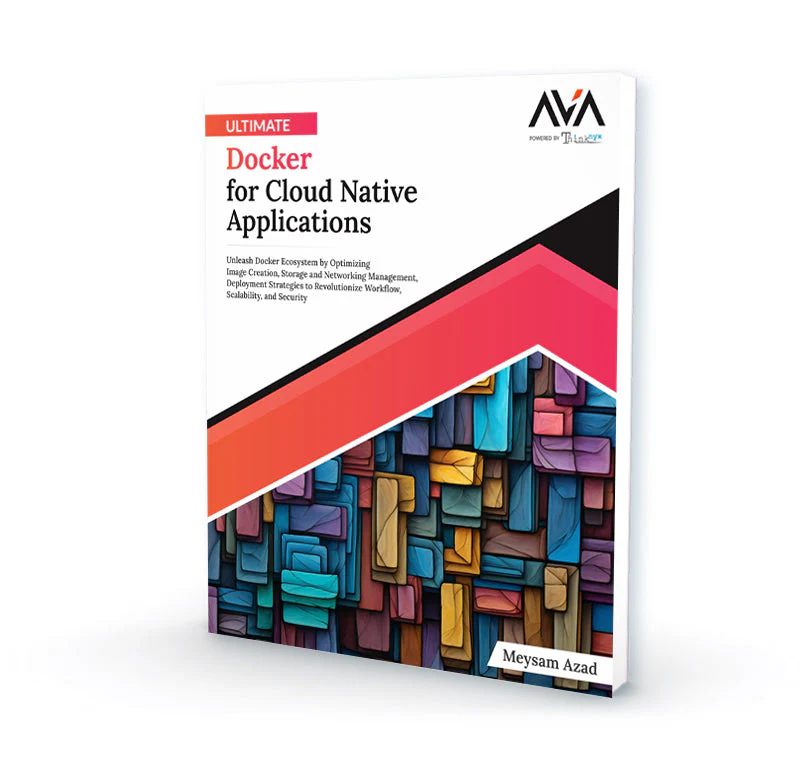 ULTIMATE
Docker
for Cloud Native
Applications
Unleash Docker Ecosystem by Optimizing
Image Creation, Storage and Networking Management,
Deployment Strategies to Revolutionize Workflow,
Scalability, and Security
AVA
POWERED BY Thinknyx
Meysam Azad